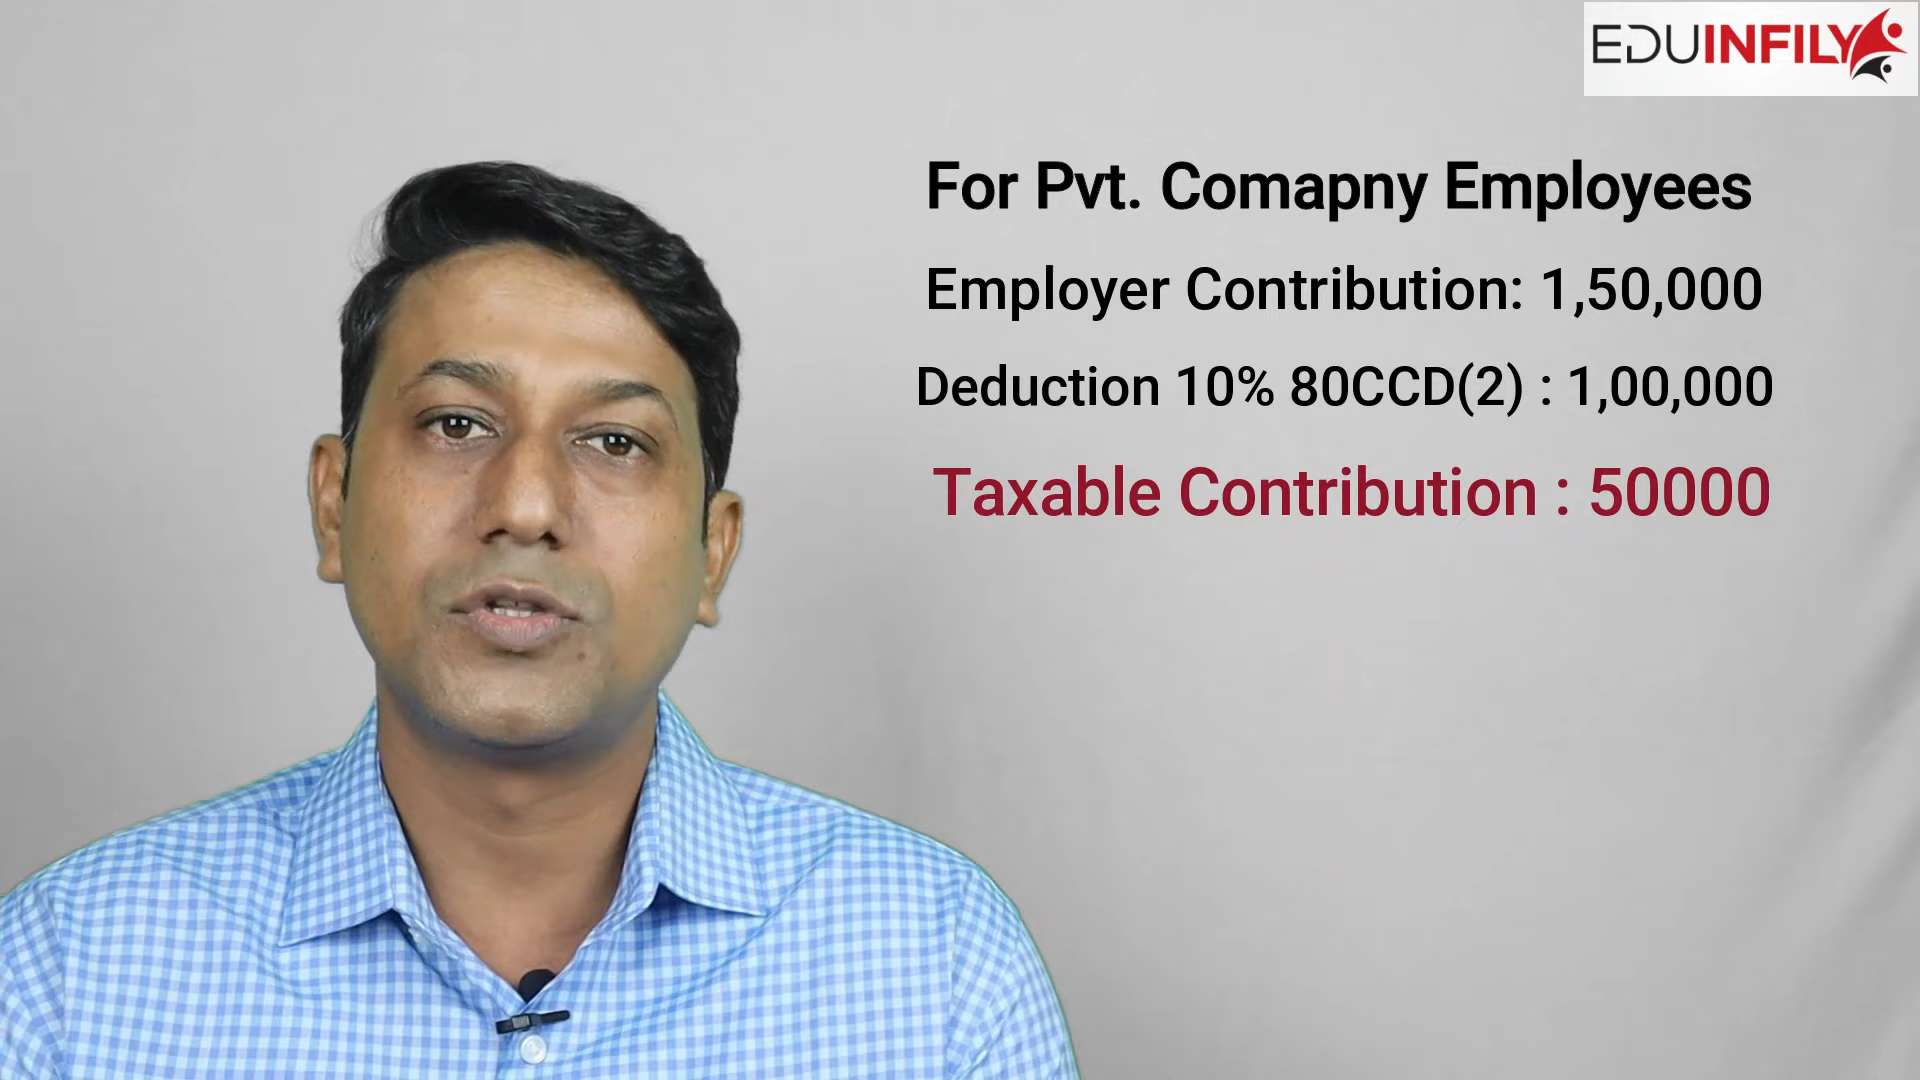 EDUINFILY
For Pvt. Comapny Employees
Employer Contribution: 1,50,000
Deduction 10% 80CCD(2) : 1,00,000
Taxable Contribution : 50000